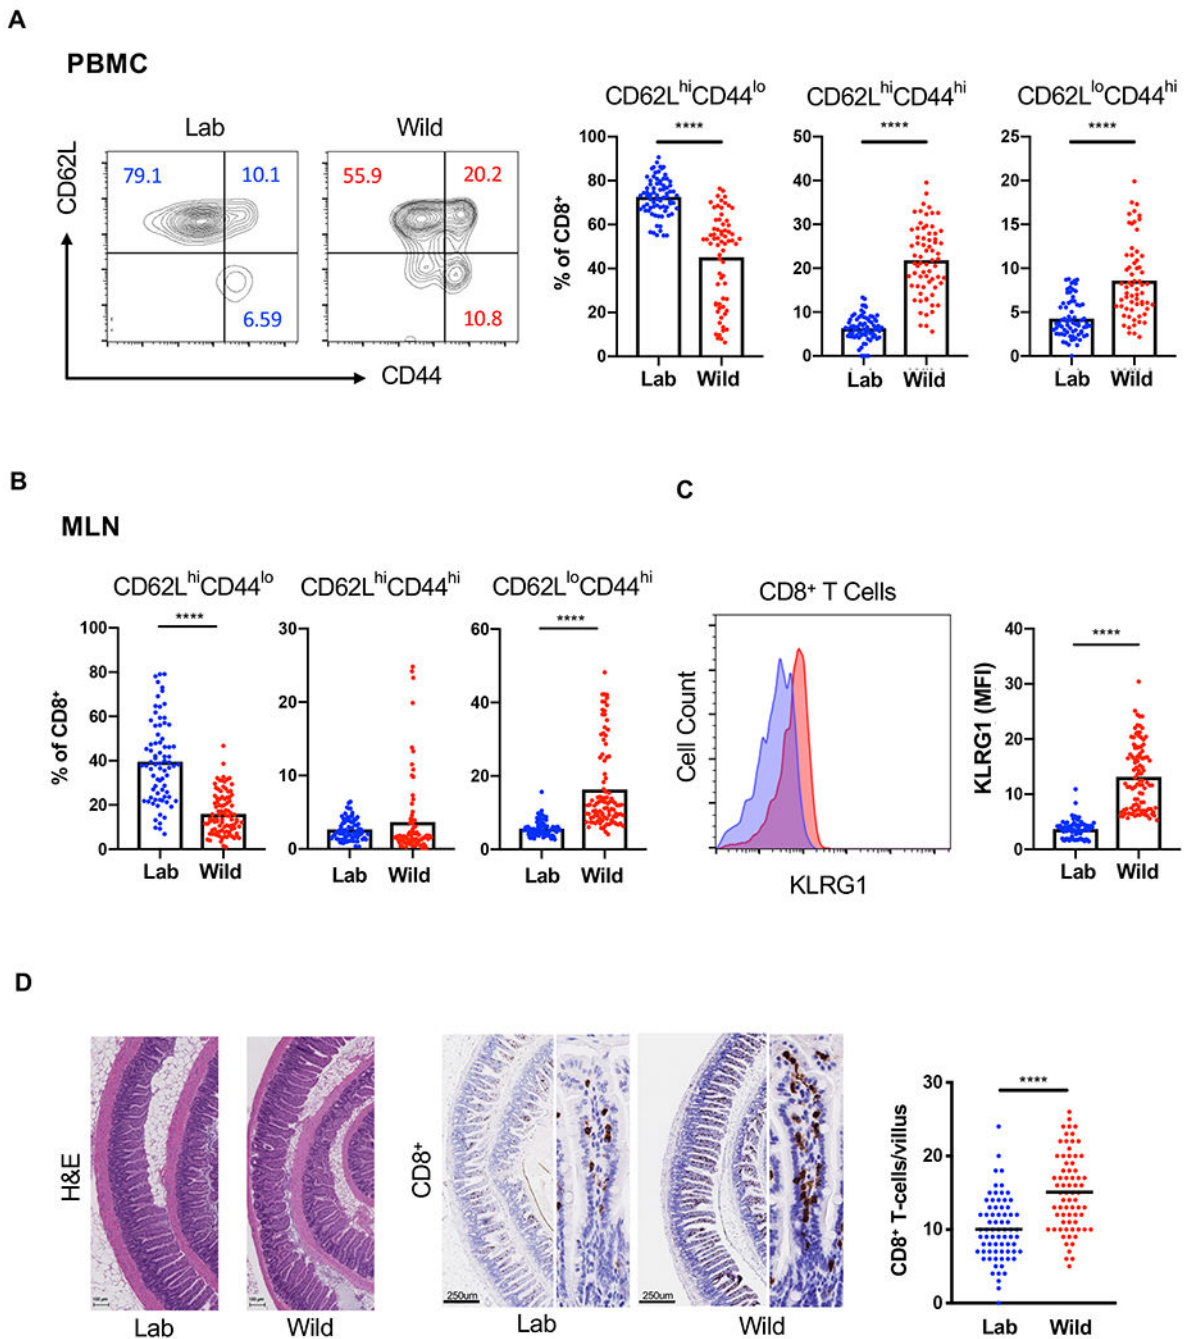 A
PBMC
Lab
Wild
CD62L
79.1
10.1
6.59
55.9
20.2
10.8
CD44
CD62LhiCD44lo
CD62LhiCD44hi
CD62LloCD44hi
****
****
****
% of CD8+
100
80
60
40
20
0
Lab Wild
50
40
30
20
10
0
Lab Wild
25
20
15
10
5
0
Lab Wild
B
MLN
CD62LhiCD44lo
CD62LhiCD44hi
CD62LloCD44hi
****
****
% of CD8+
100
80
60
40
20
0
Lab Wild
30
20
10
0
Lab Wild
60
40
20
0
Lab Wild
C
CD8+ T Cells
Cell Count
KLRG1
****
KLRG1 (MFI)
40
30
20
10
0
Lab Wild
D
H&E
Lab
Wild
CD8+
250um
250um
Lab
Wild
****
CD8+ T-cells/villus
30
20
10
0
Lab Wild